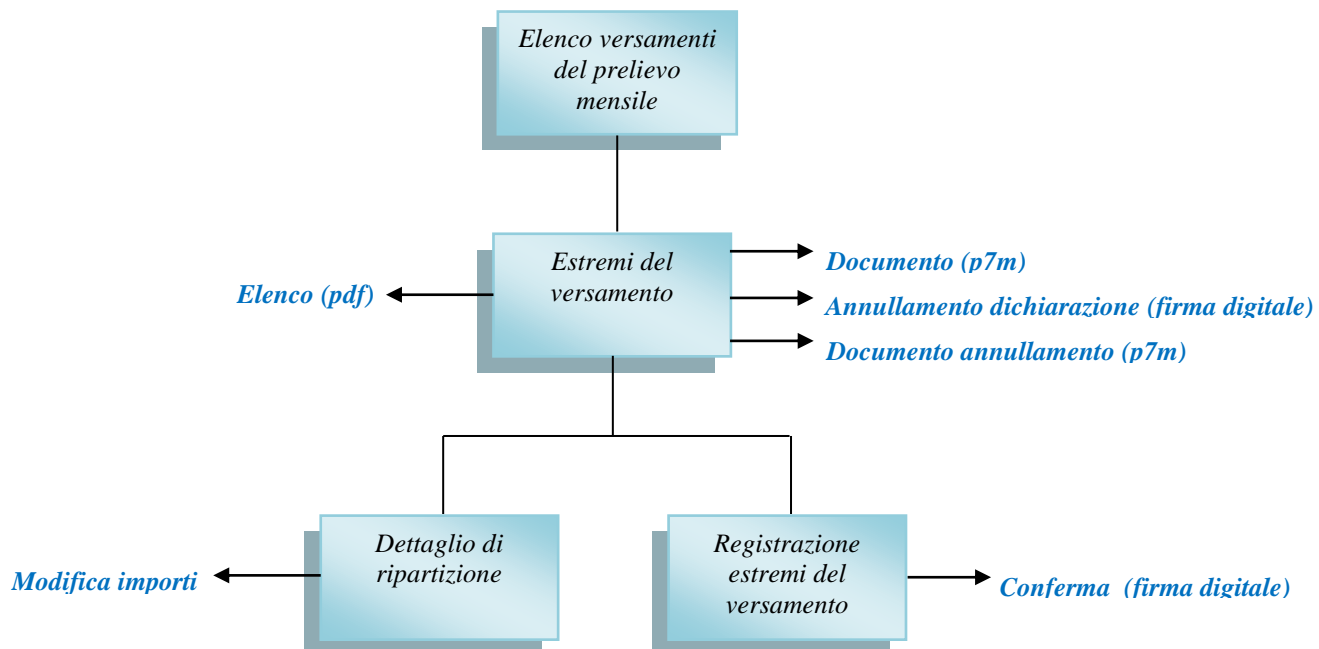 Elenco versamenti
del prelievo
mensile
Estremi del
versamento
Documento (p7m)
Elenco (pdf)
Annullamento dichiarazione (firma digitale)
Documento annullamento (p7m)
Dettaglio di
ripartizione
Registrazione
estremi del
versamento
Modifica importi
Conferma (firma digitale)